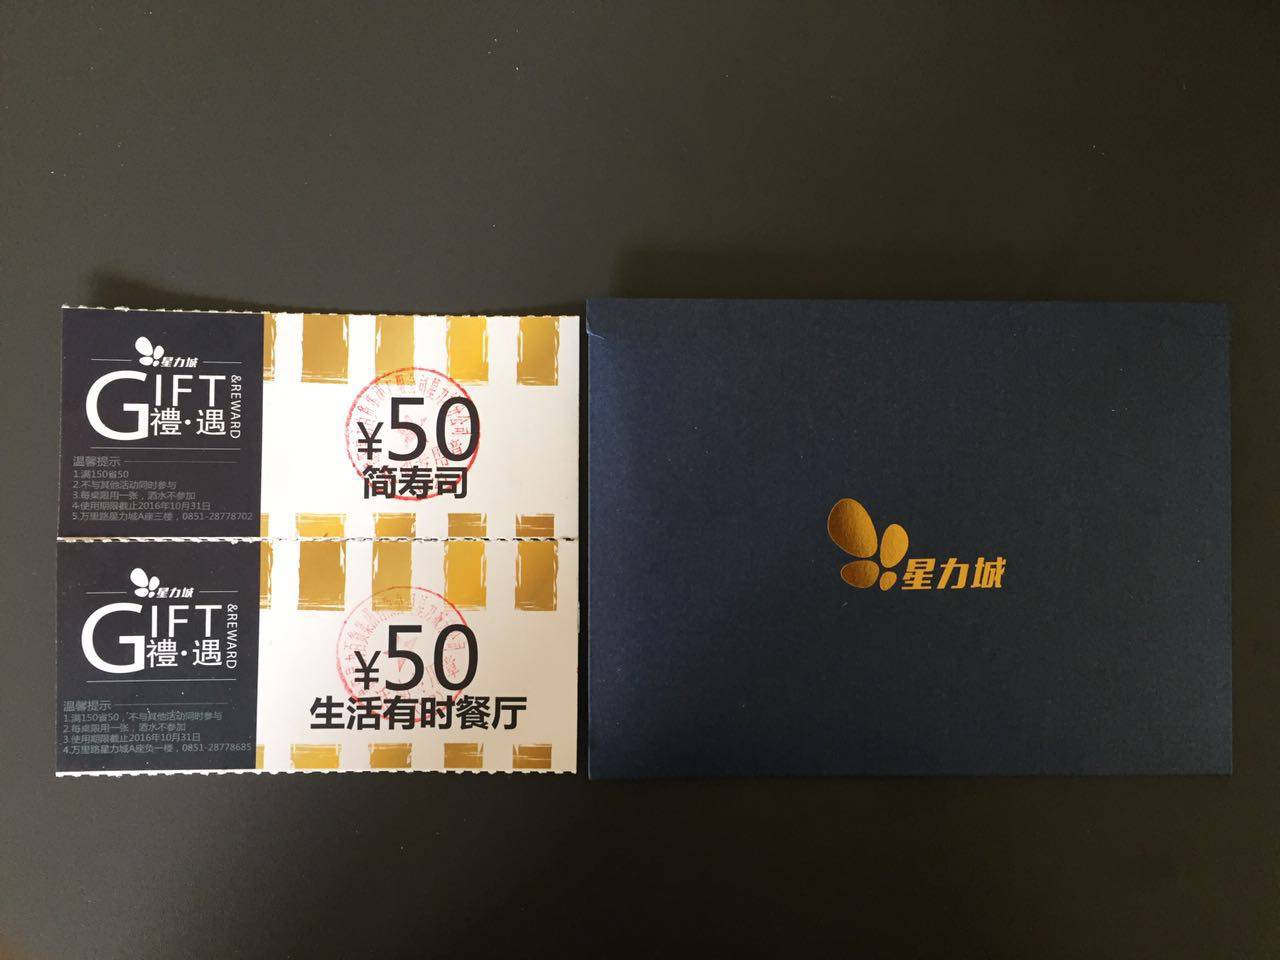 星力城
GIFT
&REWARD
禮·遇
温馨提示
1.满150省50
2.不与其他活动同时参与
3.每桌限用一张，酒水不参加
4.使用期限截止2016年10月31日
5.万里路星力城A座三楼，0851-28778702
¥50
简寿司
星力城
GIFT
&REWARD
禮·遇
温馨提示
1.满150省50，不与其他活动同时参与
2.每桌限用一张，酒水不参加
3.使用期限截止2016年10月31日
4.万里路星力城A座负一楼，0851-28778685
¥50
生活有时餐厅
星力城